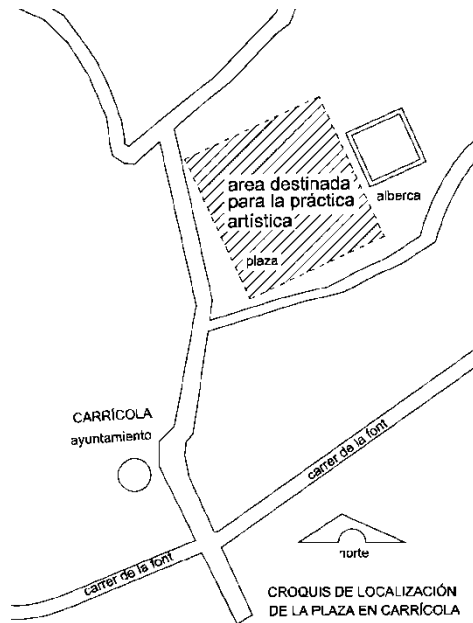 area destinada
para la práctica
artística
alberca
plaza
CARRÍCOLA
ayuntamiento
carrer de la font
carrer de la font
norte
CROQUIS DE LOCALIZACIÓN
DE LA PLAZA EN CARRÍCOLA